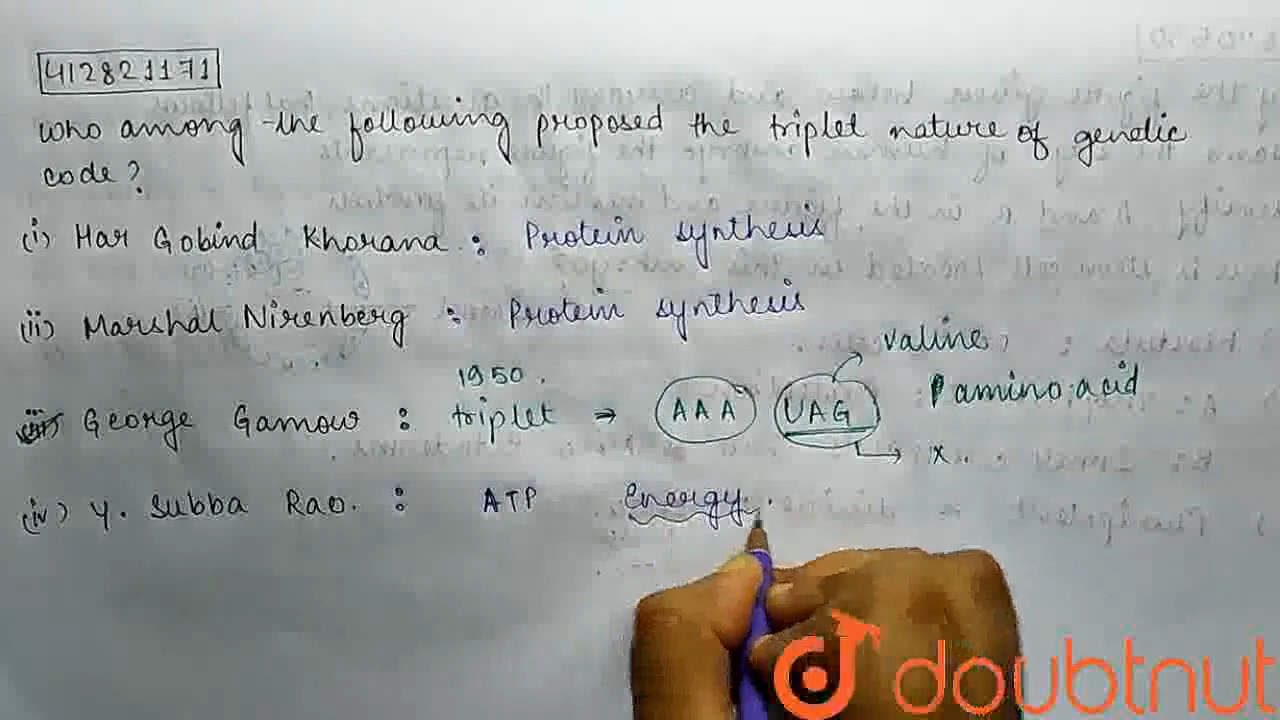 412821171
who among the following proposed the triplet nature of genetic
code?
(i) Har Gobind Khorana : Protein synthesis
(ii) Marshal Nirenberg : Protein synthesis
valine
1950.
(iii) George Gamow : triplet ⇒ AAA UAG amino acid
x
(iv) Y. Subba Rao. : ATP energy.
doubtnut